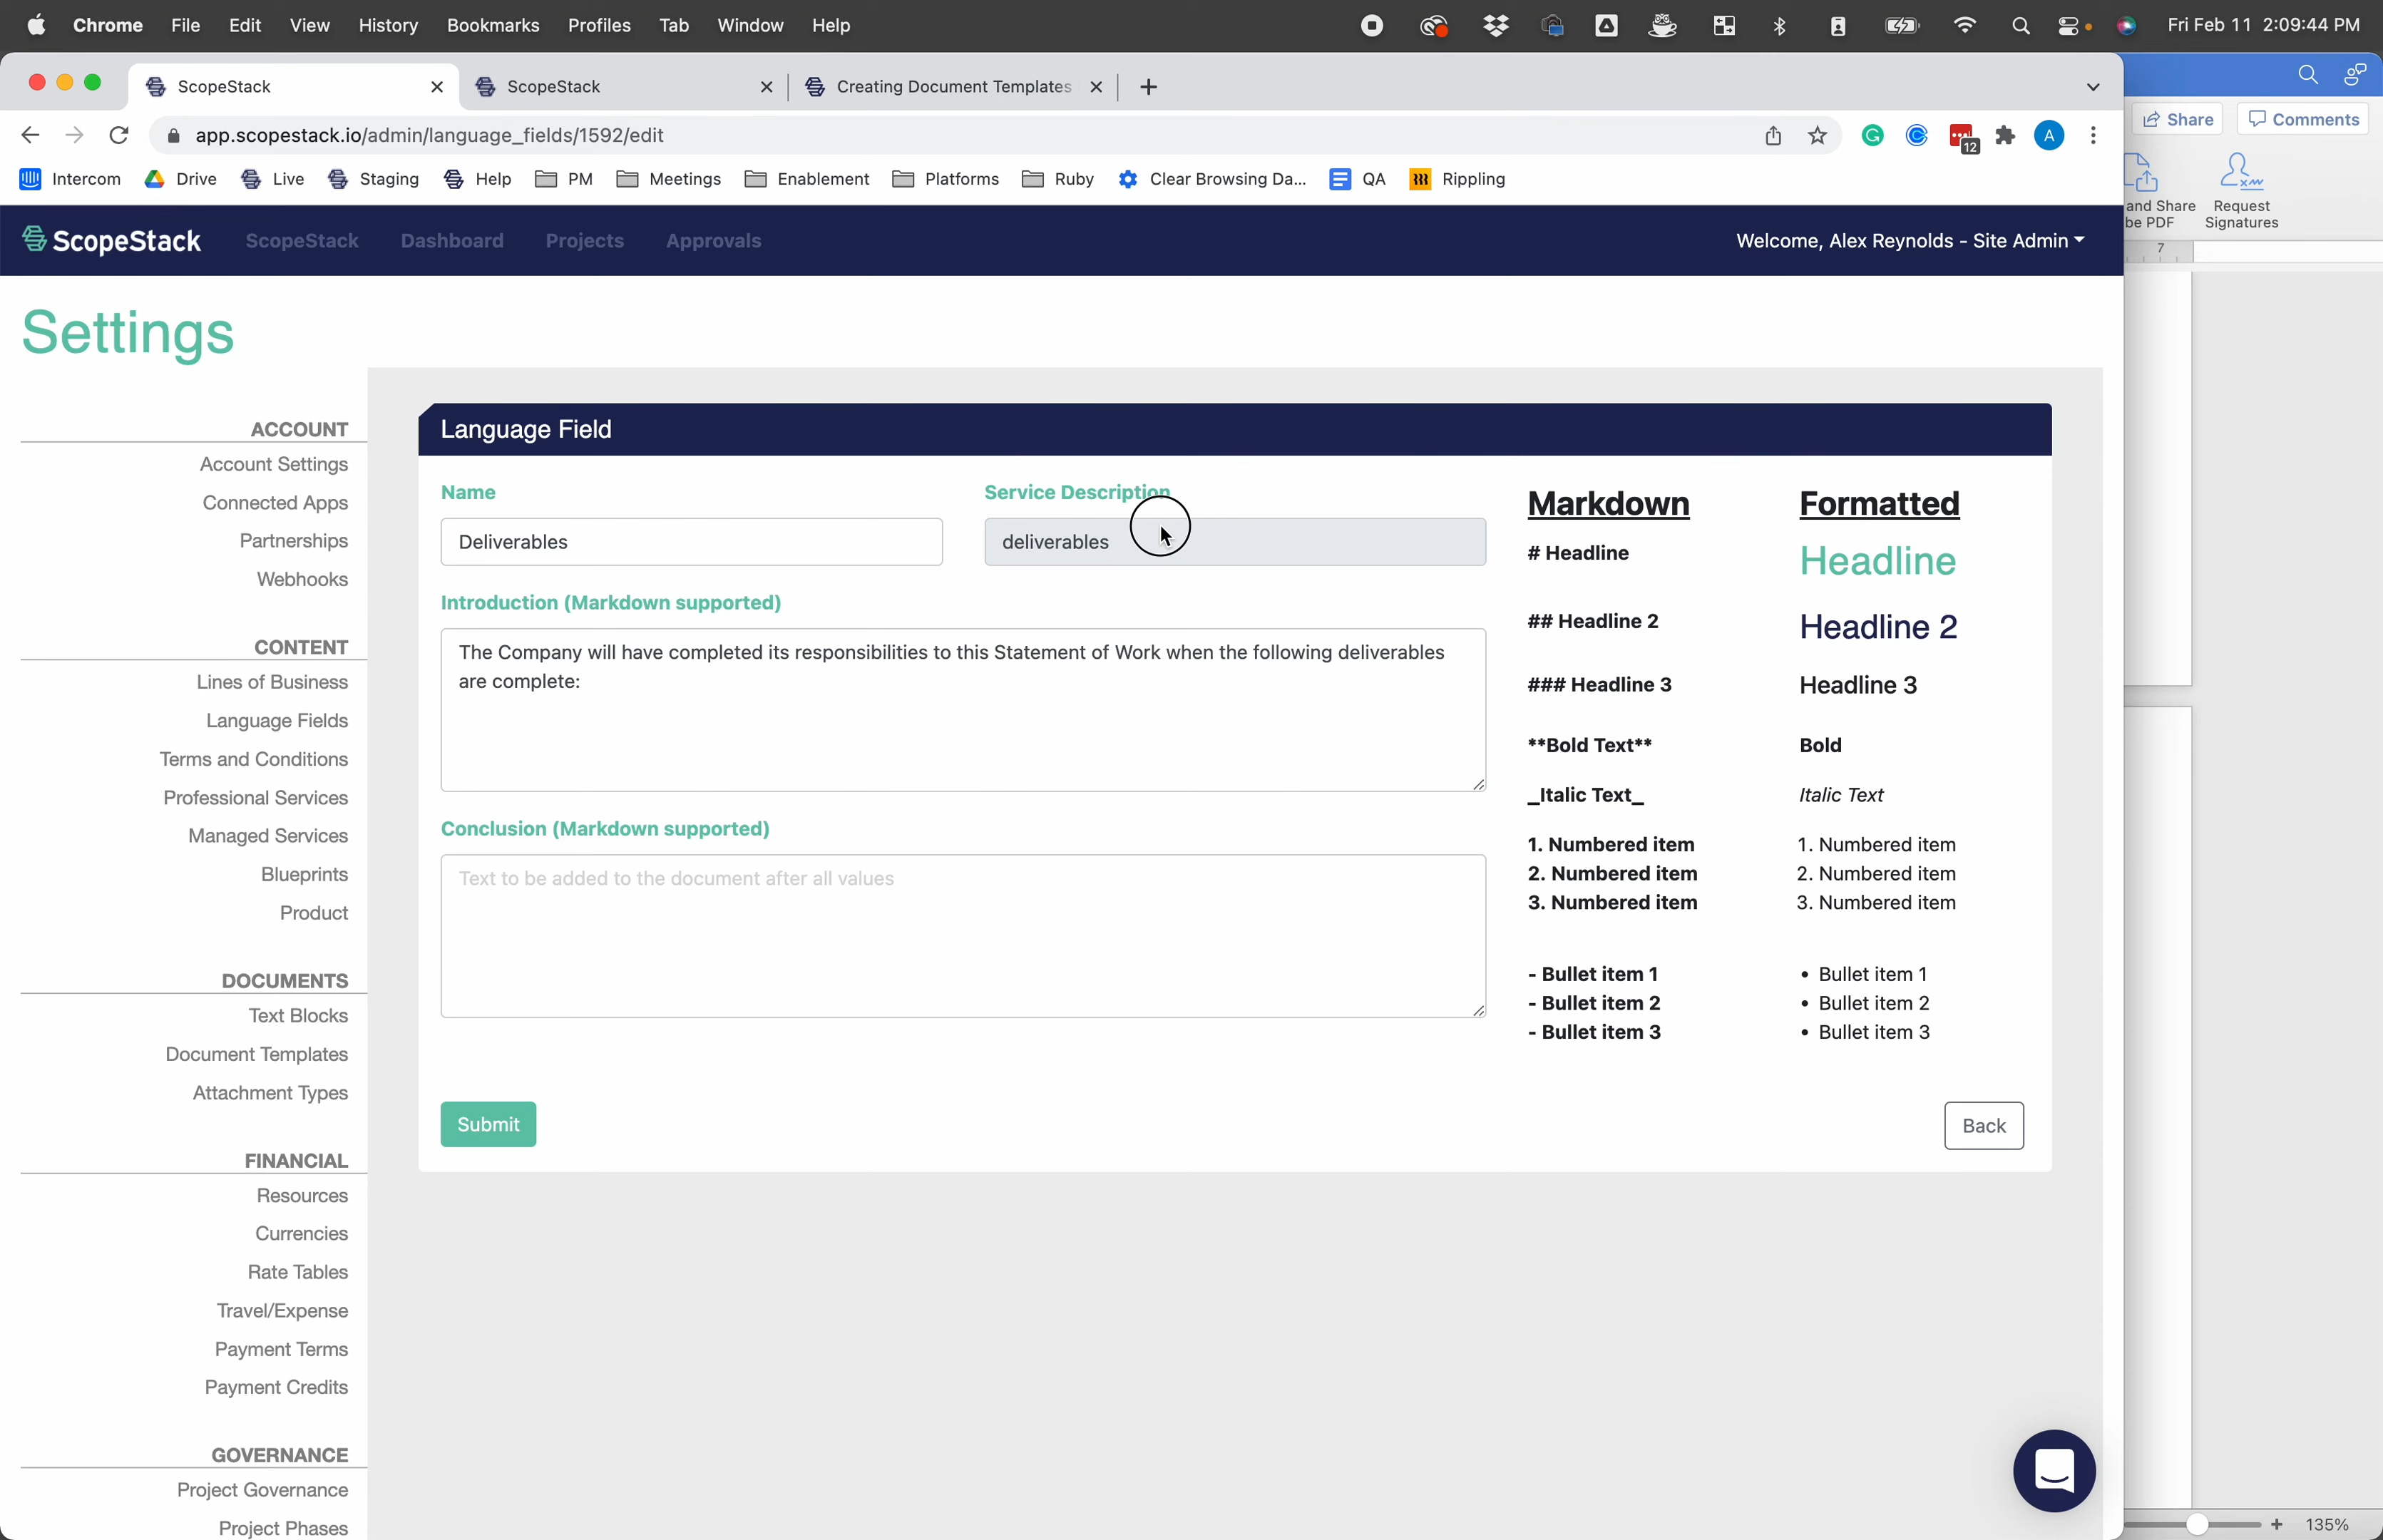 Chrome File Edit View History Bookmarks Profiles Tab Window Help Fri Feb 11 2:09:44 PM
ScopeStack ScopeStack Creating Document Templates
app.scopestack.io/admin/language_fields/1592/edit 12 A
Share Comments
Intercom Drive Live Staging Help PM Meetings Enablement Platforms Ruby Clear Browsing Da... QA Rippling
and Share Request
be PDF Signatures
ScopeStack ScopeStack Dashboard Projects Approvals Welcome, Alex Reynolds - Site Admin
7
Settings
ACCOUNT
Account Settings
Connected Apps
Partnerships
Webhooks
CONTENT
Lines of Business
Language Fields
Terms and Conditions
Professional Services
Managed Services
Blueprints
Product
DOCUMENTS
Text Blocks
Document Templates
Attachment Types
FINANCIAL
Resources
Currencies
Rate Tables
Travel/Expense
Payment Terms
Payment Credits
GOVERNANCE
Project Governance
Project Phases
Language Field
Name Service Description
Deliverables deliverables
Introduction (Markdown supported)
The Company will have completed its responsibilities to this Statement of Work when the following deliverables
are complete:
Conclusion (Markdown supported)
Text to be added to the document after all values
Submit
Markdown Formatted
# Headline Headline
## Headline 2 Headline 2
### Headline 3 Headline 3
**Bold Text** Bold
_Italic Text_ Italic Text
1. Numbered item 1. Numbered item
2. Numbered item 2. Numbered item
3. Numbered item 3. Numbered item
- Bullet item 1 • Bullet item 1
- Bullet item 2 • Bullet item 2
- Bullet item 3 • Bullet item 3
Back
135%